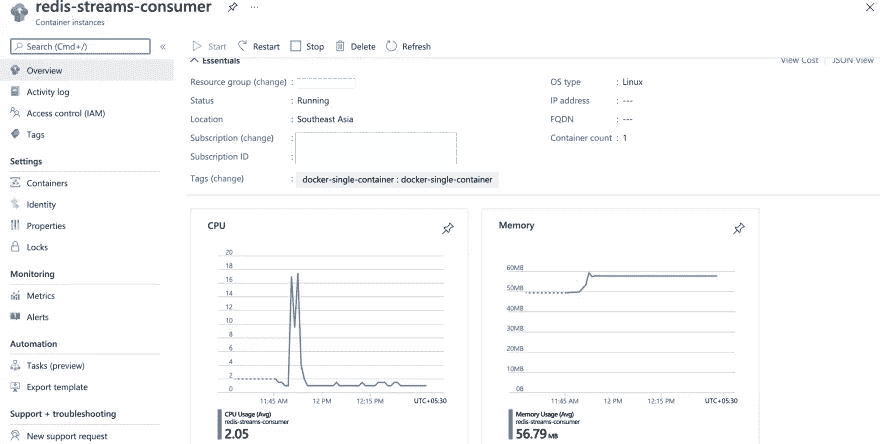 redis-streams-consumer
Container instances
Search (Cmd+/)
Overview
Activity log
Access control (IAM)
Tags
Settings
Containers
Identity
Properties
Locks
Monitoring
Metrics
Alerts
Automation
Tasks (preview)
Export template
Support + troubleshooting
New support request
Start Restart Stop Delete Refresh
Essentials
View Cost | JSON View
Resource group (change) :
Status : Running
Location : Southeast Asia
Subscription (change) :
Subscription ID :
Tags (change) : docker-single-container : docker-single-container
OS type : Linux
IP address : ---
FQDN : ---
Container count : 1
CPU
20
18
16
14
12
10
8
6
4
2
0
11:45 AM 12 PM 12:15 PM UTC+05:30
CPU Usage (Avg)
redis-streams-consumer
2.05
Memory
60MB
50MB
40MB
30MB
20MB
10MB
0B
11:45 AM 12 PM 12:15 PM UTC+05:30
Memory Usage (Avg)
redis-streams-consumer
56.79 MB